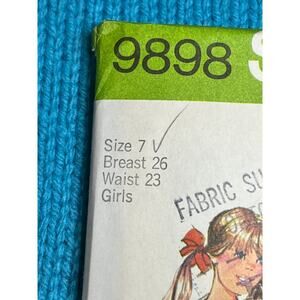 9898 S
Size 7
Breast 26
Waist 23
Girls
FABRIC SU